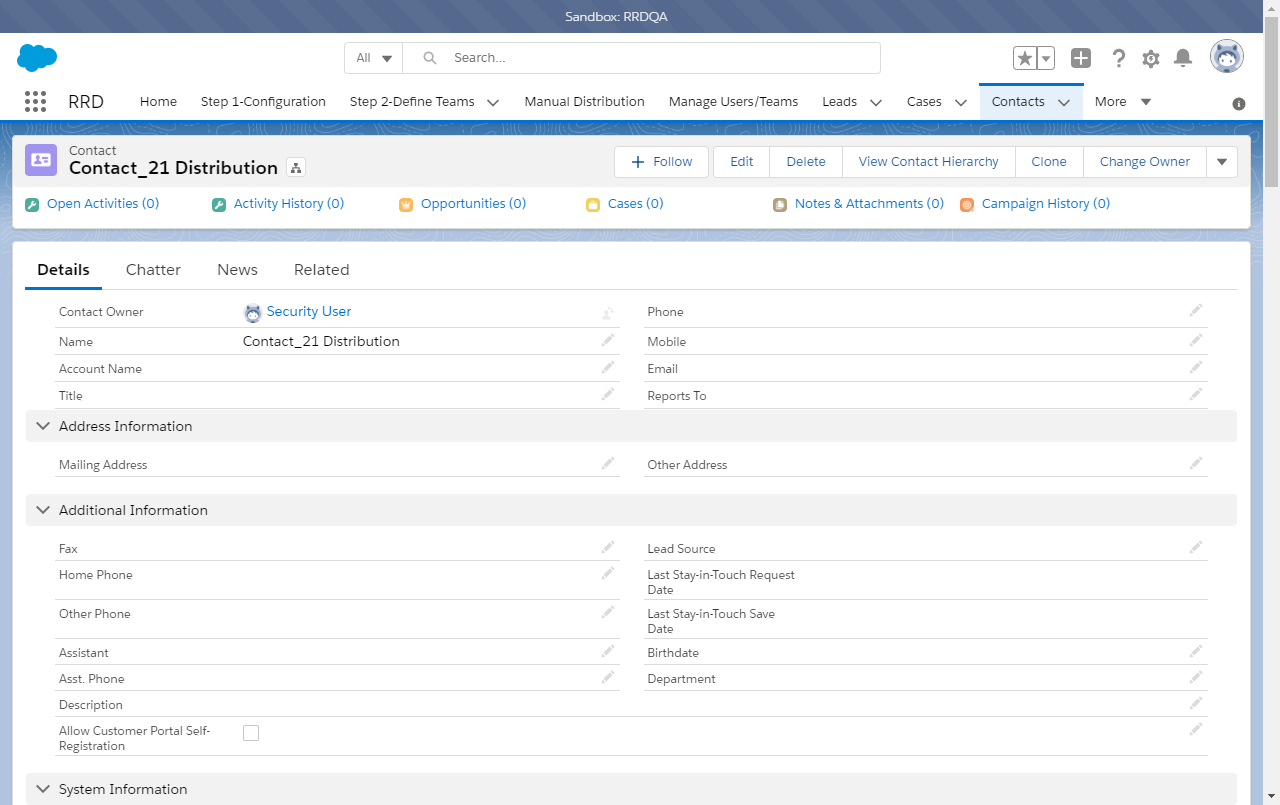 Sandbox: RRDQA
All
Search...
RRD
Home
Step 1-Configuration
Step 2-Define Teams
Manual Distribution
Manage Users/Teams
Leads
Cases
Contacts
More
Contact
Contact_21 Distribution
Follow
Edit
Delete
View Contact Hierarchy
Clone
Change Owner
Open Activities (0)
Activity History (0)
Opportunities (0)
Cases (0)
Notes & Attachments (0)
Campaign History (0)
Details
Chatter
News
Related
Contact Owner
Security User
Phone
Name
Contact_21 Distribution
Mobile
Account Name
Email
Title
Reports To
Address Information
Mailing Address
Other Address
Additional Information
Fax
Lead Source
Home Phone
Last Stay-in-Touch Request
Date
Other Phone
Last Stay-in-Touch Save
Date
Assistant
Birthdate
Asst. Phone
Department
Description
Allow Customer Portal Self-
Registration
System Information